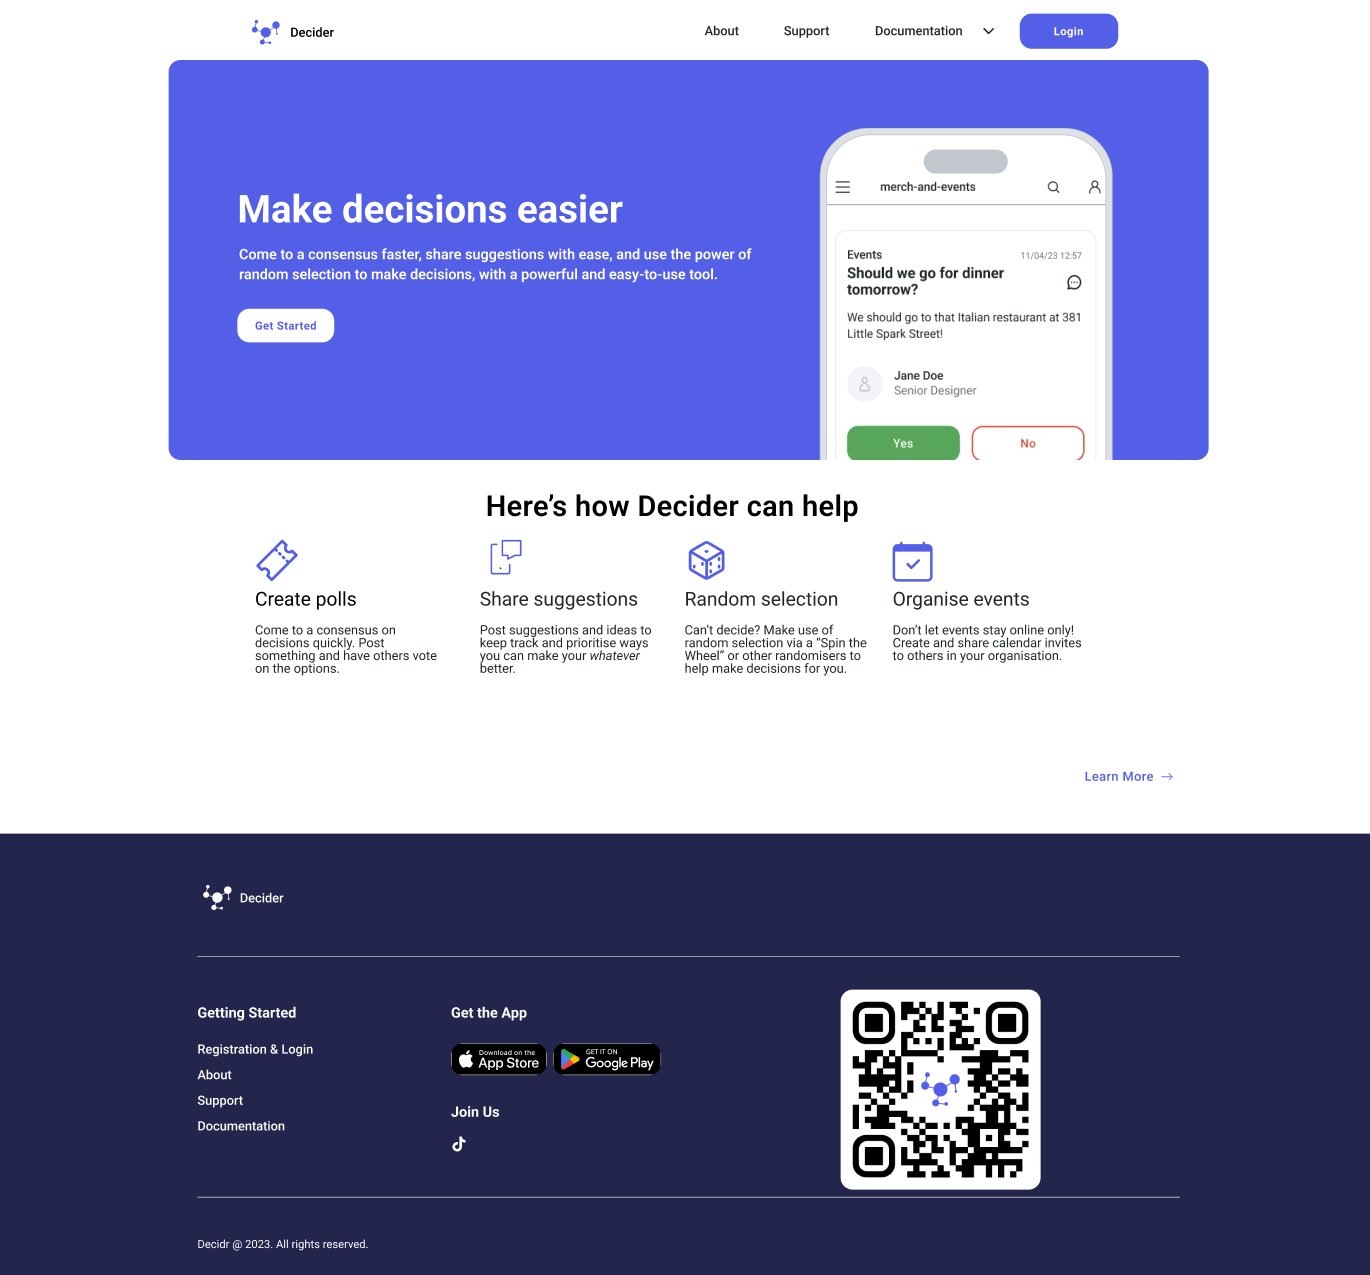 Decider
About
Support
Documentation
Login
Make decisions easier
Come to a consensus faster, share suggestions with ease, and use the power of
random selection to make decisions, with a powerful and easy-to-use tool.
Get Started
merch-and-events
Events
11/04/23 12:57
Should we go for dinner
tomorrow?
We should go to that Italian restaurant at 381
Little Spark Street!
Jane Doe
Senior Designer
Yes
No
Here’s how Decider can help
Create polls
Come to a consensus on
decisions quickly. Post
something and have others vote
on the options.
Share suggestions
Post suggestions and ideas to
keep track and prioritise ways
you can make your whatever
better.
Random selection
Can’t decide? Make use of
random selection via a “Spin the
Wheel” or other randomisers to
help make decisions for you.
Organise events
Don’t let events stay online only!
Create and share calendar invites
to others in your organisation.
Learn More
Decider
Getting Started
Registration & Login
About
Support
Documentation
Get the App
Download on the
App Store
GET IT ON
Google Play
Join Us
Decidr @ 2023. All rights reserved.